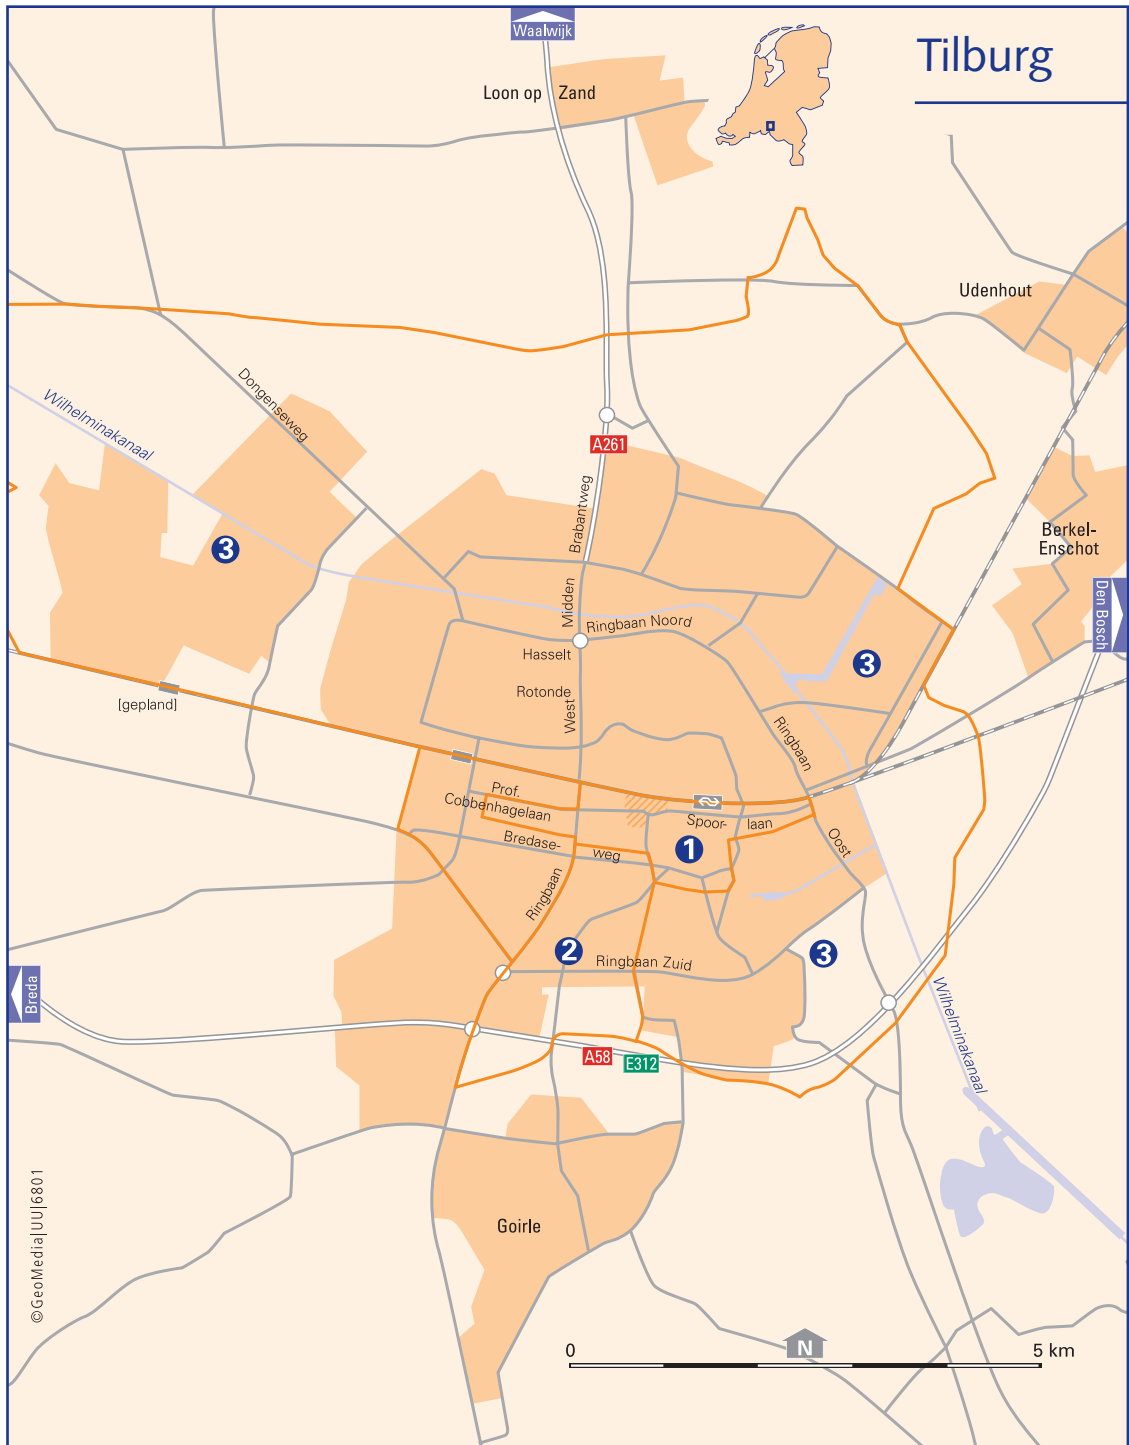 Waalwijk
Tilburg
Loon op Zand
Udenhout
Dongenseweg
Wilhelminakanaal
A261
Brabantweg
3
Berkel-
Enschot
Den Bosch
Midden
Ringbaan Noord
Hasselt
3
Rotonde
West
[gepland]
Ringbaan
Prof.
Cobbenhagelaan
Spoor-
laan
Bredase-
weg
1
Oost
Ringbaan
2
Ringbaan Zuid
3
Breda
Wilhelminakanaal
A58
E312
Goirle
©GeoMedia|UU|6801
N
0
5 km